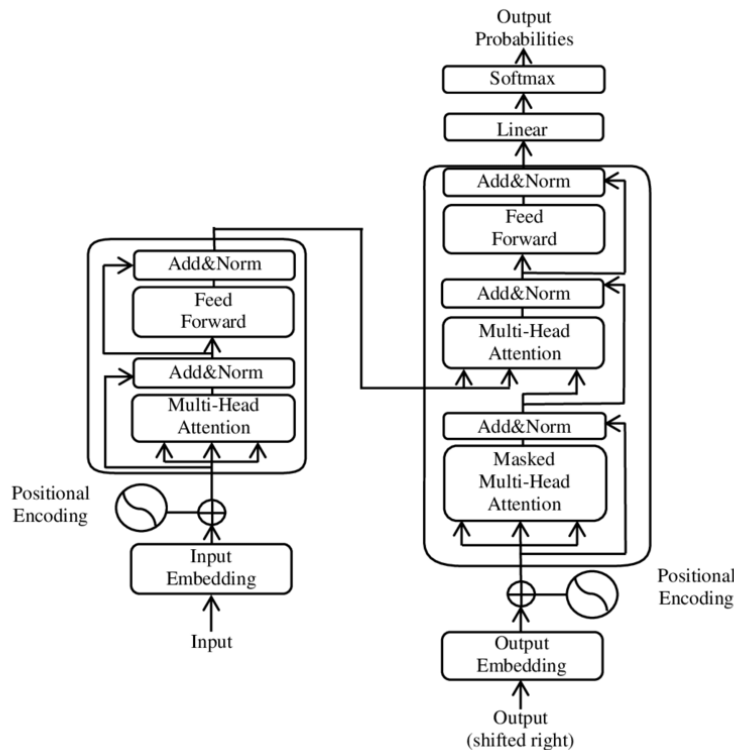 Output
Probabilities
Softmax
Linear
Add&Norm
Feed
Forward
Add&Norm
Multi-Head
Attention
Add&Norm
Masked
Multi-Head
Attention
Positional
Encoding
Output
Embedding
Output
(shifted right)
Add&Norm
Feed
Forward
Add&Norm
Multi-Head
Attention
Positional
Encoding
Input
Embedding
Input